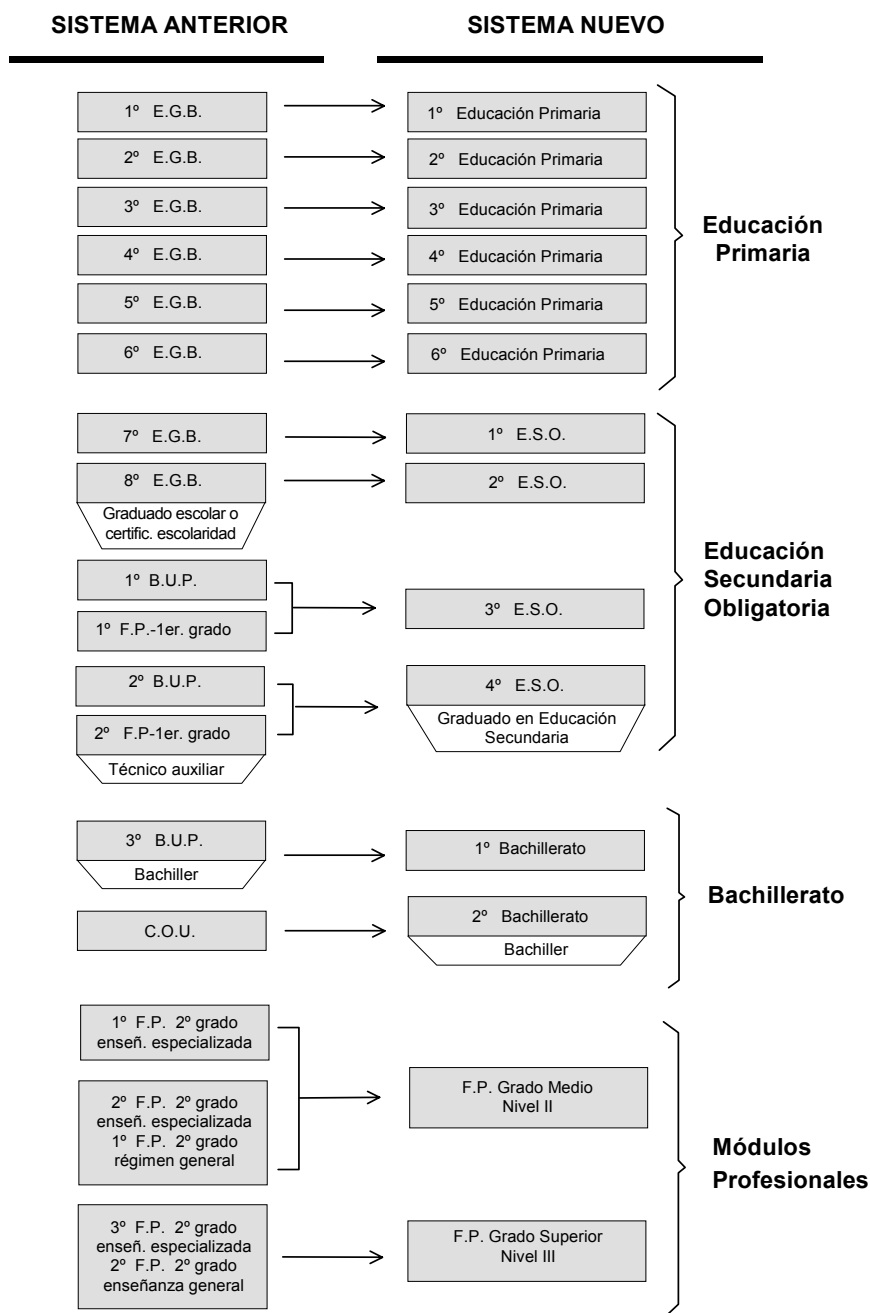 SISTEMA ANTERIOR
SISTEMA NUEVO
1º E.G.B.
1º Educación Primaria
2º E.G.B.
2º Educación Primaria
3º E.G.B.
3º Educación Primaria
4º E.G.B.
4º Educación Primaria
5º E.G.B.
5º Educación Primaria
6º E.G.B.
6º Educación Primaria
Educación
Primaria
7º E.G.B.
1º E.S.O.
8º E.G.B.
Graduado escolar o
certific. escolaridad
2º E.S.O.
1º B.U.P.
1º F.P.-1er. grado
3º E.S.O.
2º B.U.P.
2º F.P-1er. grado
Técnico auxiliar
4º E.S.O.
Graduado en Educación
Secundaria
Educación
Secundaria
Obligatoria
3º B.U.P.
Bachiller
1º Bachillerato
C.O.U.
2º Bachillerato
Bachiller
Bachillerato
1º F.P. 2º grado
enseñ. especializada
2º F.P. 2º grado
enseñ. especializada
1º F.P. 2º grado
régimen general
F.P. Grado Medio
Nivel II
3º F.P. 2º grado
enseñ. especializada
2º F.P. 2º grado
enseñanza general
F.P. Grado Superior
Nivel III
Módulos
Profesionales